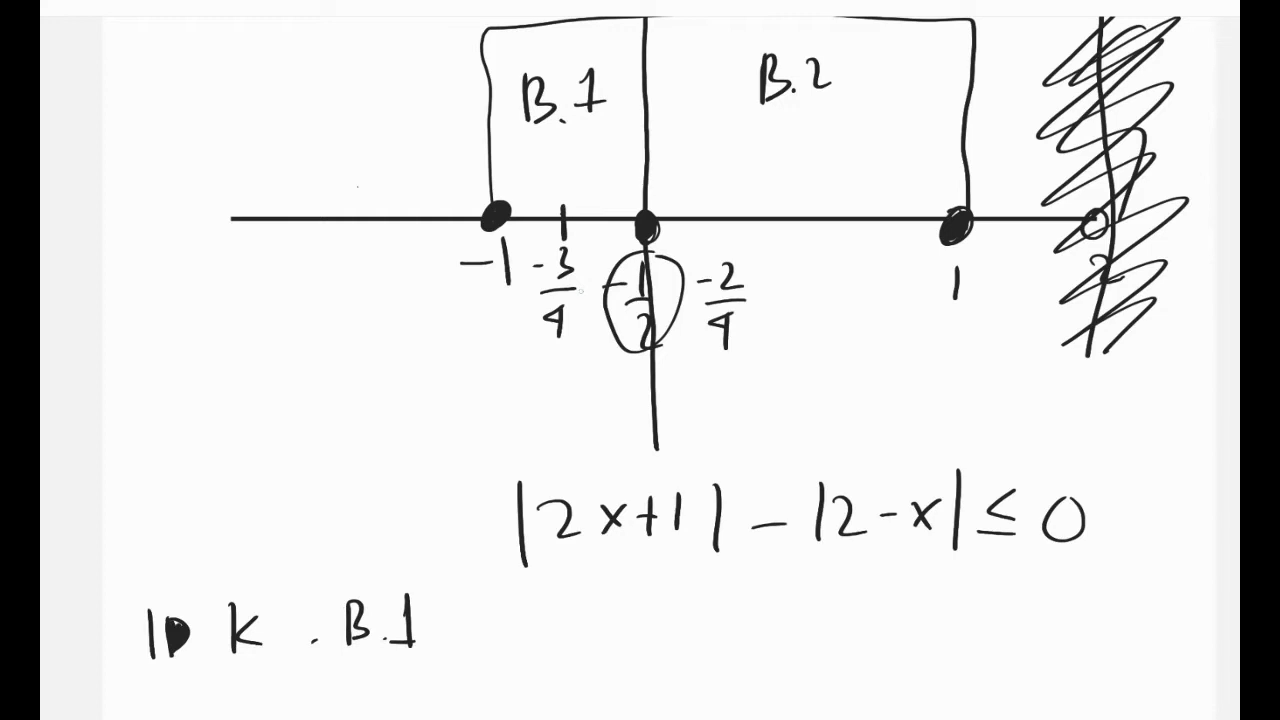 B.1 B.2
-1 -3/4 -1/2 -2/4 1 2
|2x+1| - |2-x| ≤ 0
K . B.1